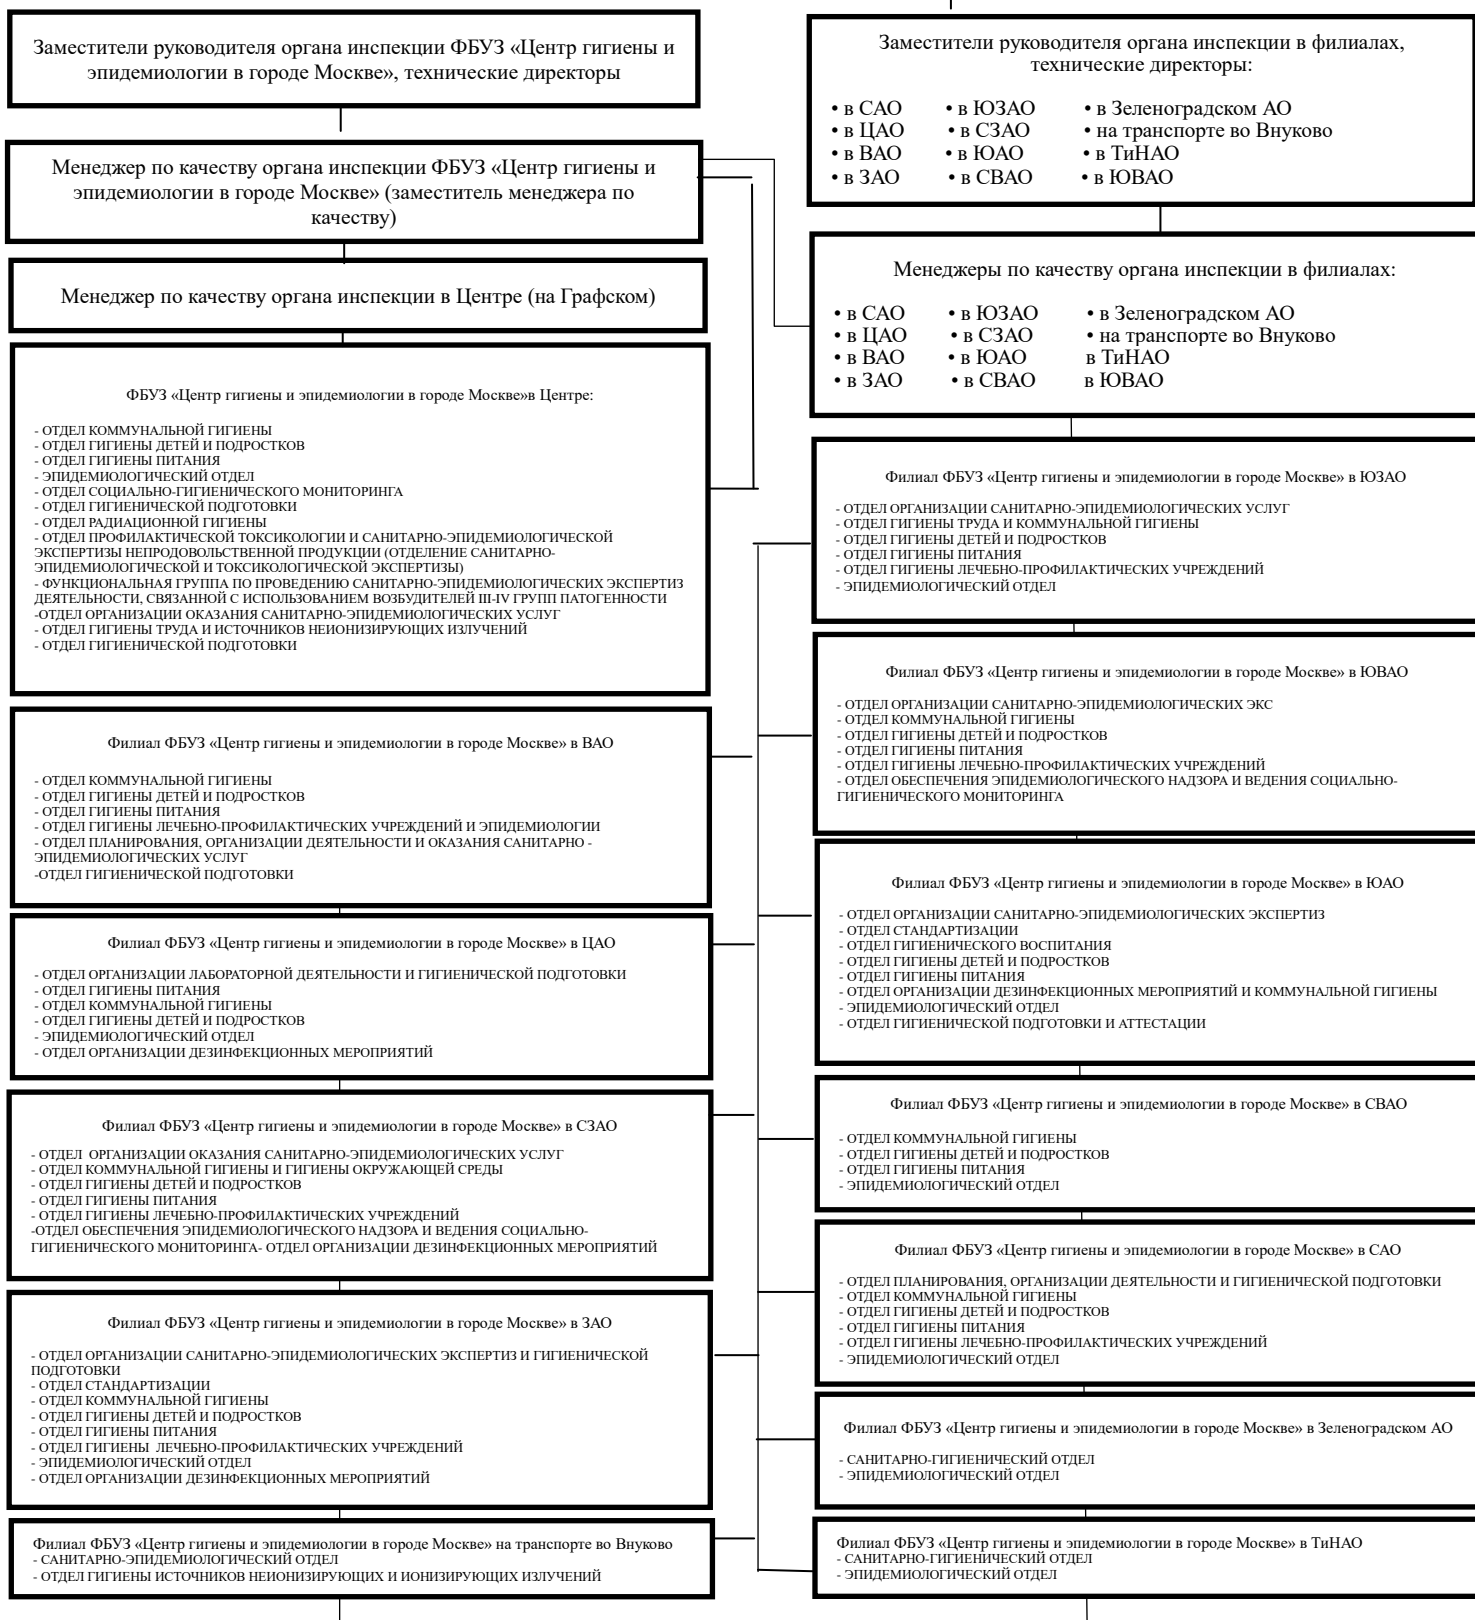 Заместители руководителя органа инспекции ФБУЗ «Центр гигиены и
эпидемиологии в городе Москве», технические директоры
Менеджер по качеству органа инспекции ФБУЗ «Центр гигиены и
эпидемиологии в городе Москве» (заместитель менеджера по
качеству)
Менеджер по качеству органа инспекции в Центре (на Графском)
ФБУЗ «Центр гигиены и эпидемиологии в городе Москве»в Центре:
- ОТДЕЛ КОММУНАЛЬНОЙ ГИГИЕНЫ
- ОТДЕЛ ГИГИЕНЫ ДЕТЕЙ И ПОДРОСТКОВ
- ОТДЕЛ ГИГИЕНЫ ПИТАНИЯ
- ЭПИДЕМИОЛОГИЧЕСКИЙ ОТДЕЛ
- ОТДЕЛ СОЦИАЛЬНО-ГИГИЕНИЧЕСКОГО МОНИТОРИНГА
- ОТДЕЛ ГИГИЕНИЧЕСКОЙ ПОДГОТОВКИ
- ОТДЕЛ РАДИАЦИОННОЙ ГИГИЕНЫ
- ОТДЕЛ ПРОФИЛАКТИЧЕСКОЙ ТОКСИКОЛОГИИ И САНИТАРНО-ЭПИДЕМИОЛОГИЧЕСКОЙ
ЭКСПЕРТИЗЫ НЕПРОДОВОЛЬСТВЕННОЙ ПРОДУКЦИИ (ОТДЕЛЕНИЕ САНИТАРНО-
ЭПИДЕМИОЛОГИЧЕСКОЙ И ТОКСИКОЛОГИЧЕСКОЙ ЭКСПЕРТИЗЫ)
- ФУНКЦИОНАЛЬНАЯ ГРУППА ПО ПРОВЕДЕНИЮ САНИТАРНО-ЭПИДЕМИОЛОГИЧЕСКИХ ЭКСПЕРТИЗ
ДЕЯТЕЛЬНОСТИ, СВЯЗАННОЙ С ИСПОЛЬЗОВАНИЕМ ВОЗБУДИТЕЛЕЙ III-IV ГРУПП ПАТОГЕННОСТИ
-ОТДЕЛ ОРГАНИЗАЦИИ ОКАЗАНИЯ САНИТАРНО-ЭПИДЕМИОЛОГИЧЕСКИХ УСЛУГ
- ОТДЕЛ ГИГИЕНЫ ТРУДА И ИСТОЧНИКОВ НЕИОНИЗИРУЮЩИХ ИЗЛУЧЕНИЙ
- ОТДЕЛ ГИГИЕНИЧЕСКОЙ ПОДГОТОВКИ
Филиал ФБУЗ «Центр гигиены и эпидемиологии в городе Москве» в ВАО
- ОТДЕЛ КОММУНАЛЬНОЙ ГИГИЕНЫ
- ОТДЕЛ ГИГИЕНЫ ДЕТЕЙ И ПОДРОСТКОВ
- ОТДЕЛ ГИГИЕНЫ ПИТАНИЯ
- ОТДЕЛ ГИГИЕНЫ ЛЕЧЕБНО-ПРОФИЛАКТИЧЕСКИХ УЧРЕЖДЕНИЙ И ЭПИДЕМИОЛОГИИ
- ОТДЕЛ ПЛАНИРОВАНИЯ, ОРГАНИЗАЦИИ ДЕЯТЕЛЬНОСТИ И ОКАЗАНИЯ САНИТАРНО -
ЭПИДЕМИОЛОГИЧЕСКИХ УСЛУГ
-ОТДЕЛ ГИГИЕНИЧЕСКОЙ ПОДГОТОВКИ
Филиал ФБУЗ «Центр гигиены и эпидемиологии в городе Москве» в ЦАО
- ОТДЕЛ ОРГАНИЗАЦИИ ЛАБОРАТОРНОЙ ДЕЯТЕЛЬНОСТИ И ГИГИЕНИЧЕСКОЙ ПОДГОТОВКИ
- ОТДЕЛ ГИГИЕНЫ ПИТАНИЯ
- ОТДЕЛ КОММУНАЛЬНОЙ ГИГИЕНЫ
- ОТДЕЛ ГИГИЕНЫ ДЕТЕЙ И ПОДРОСТКОВ
- ЭПИДЕМИОЛОГИЧЕСКИЙ ОТДЕЛ
- ОТДЕЛ ОРГАНИЗАЦИИ ДЕЗИНФЕКЦИОННЫХ МЕРОПРИЯТИЙ
Филиал ФБУЗ «Центр гигиены и эпидемиологии в городе Москве» в СЗАО
- ОТДЕЛ ОРГАНИЗАЦИИ ОКАЗАНИЯ САНИТАРНО-ЭПИДЕМИОЛОГИЧЕСКИХ УСЛУГ
- ОТДЕЛ КОММУНАЛЬНОЙ ГИГИЕНЫ И ГИГИЕНЫ ОКРУЖАЮЩЕЙ СРЕДЫ
- ОТДЕЛ ГИГИЕНЫ ДЕТЕЙ И ПОДРОСТКОВ
- ОТДЕЛ ГИГИЕНЫ ПИТАНИЯ
- ОТДЕЛ ГИГИЕНЫ ЛЕЧЕБНО-ПРОФИЛАКТИЧЕСКИХ УЧРЕЖДЕНИЙ
-ОТДЕЛ ОБЕСПЕЧЕНИЯ ЭПИДЕМИОЛОГИЧЕСКОГО НАДЗОРА И ВЕДЕНИЯ СОЦИАЛЬНО-
ГИГИЕНИЧЕСКОГО МОНИТОРИНГА- ОТДЕЛ ОРГАНИЗАЦИИ ДЕЗИНФЕКЦИОННЫХ МЕРОПРИЯТИЙ
Филиал ФБУЗ «Центр гигиены и эпидемиологии в городе Москве» в ЗАО
- ОТДЕЛ ОРГАНИЗАЦИИ САНИТАРНО-ЭПИДЕМИОЛОГИЧЕСКИХ ЭКСПЕРТИЗ И ГИГИЕНИЧЕСКОЙ
ПОДГОТОВКИ
- ОТДЕЛ СТАНДАРТИЗАЦИИ
- ОТДЕЛ КОММУНАЛЬНОЙ ГИГИЕНЫ
- ОТДЕЛ ГИГИЕНЫ ДЕТЕЙ И ПОДРОСТКОВ
- ОТДЕЛ ГИГИЕНЫ ПИТАНИЯ
- ОТДЕЛ ГИГИЕНЫ ЛЕЧЕБНО-ПРОФИЛАКТИЧЕСКИХ УЧРЕЖДЕНИЙ
- ЭПИДЕМИОЛОГИЧЕСКИЙ ОТДЕЛ
- ОТДЕЛ ОРГАНИЗАЦИИ ДЕЗИНФЕКЦИОННЫХ МЕРОПРИЯТИЙ
Филиал ФБУЗ «Центр гигиены и эпидемиологии в городе Москве» на транспорте во Внуково
- САНИТАРНО-ЭПИДЕМИОЛОГИЧЕСКИЙ ОТДЕЛ
- ОТДЕЛ ГИГИЕНЫ ИСТОЧНИКОВ НЕИОНИЗИРУЮЩИХ И ИОНИЗИРУЮЩИХ ИЗЛУЧЕНИЙ
Заместители руководителя органа инспекции в филиалах,
технические директоры:
• в САО • в ЮЗАО • в Зеленоградском АО
• в ЦАО • в СЗАО • на транспорте во Внуково
• в ВАО • в ЮАО • в ТиНАО
• в ЗАО • в СВАО • в ЮВАО
Менеджеры по качеству органа инспекции в филиалах:
• в САО • в ЮЗАО • в Зеленоградском АО
• в ЦАО • в СЗАО • на транспорте во Внуково
• в ВАО • в ЮАО в ТиНАО
• в ЗАО • в СВАО в ЮВАО
Филиал ФБУЗ «Центр гигиены и эпидемиологии в городе Москве» в ЮЗАО
- ОТДЕЛ ОРГАНИЗАЦИИ САНИТАРНО-ЭПИДЕМИОЛОГИЧЕСКИХ УСЛУГ
- ОТДЕЛ ГИГИЕНЫ ТРУДА И КОММУНАЛЬНОЙ ГИГИЕНЫ
- ОТДЕЛ ГИГИЕНЫ ДЕТЕЙ И ПОДРОСТКОВ
- ОТДЕЛ ГИГИЕНЫ ПИТАНИЯ
- ОТДЕЛ ГИГИЕНЫ ЛЕЧЕБНО-ПРОФИЛАКТИЧЕСКИХ УЧРЕЖДЕНИЙ
- ЭПИДЕМИОЛОГИЧЕСКИЙ ОТДЕЛ
Филиал ФБУЗ «Центр гигиены и эпидемиологии в городе Москве» в ЮВАО
- ОТДЕЛ ОРГАНИЗАЦИИ САНИТАРНО-ЭПИДЕМИОЛОГИЧЕСКИХ ЭКС
- ОТДЕЛ КОММУНАЛЬНОЙ ГИГИЕНЫ
- ОТДЕЛ ГИГИЕНЫ ДЕТЕЙ И ПОДРОСТКОВ
- ОТДЕЛ ГИГИЕНЫ ПИТАНИЯ
- ОТДЕЛ ГИГИЕНЫ ЛЕЧЕБНО-ПРОФИЛАКТИЧЕСКИХ УЧРЕЖДЕНИЙ
- ОТДЕЛ ОБЕСПЕЧЕНИЯ ЭПИДЕМИОЛОГИЧЕСКОГО НАДЗОРА И ВЕДЕНИЯ СОЦИАЛЬНО-
ГИГИЕНИЧЕСКОГО МОНИТОРИНГА
Филиал ФБУЗ «Центр гигиены и эпидемиологии в городе Москве» в ЮАО
- ОТДЕЛ ОРГАНИЗАЦИИ САНИТАРНО-ЭПИДЕМИОЛОГИЧЕСКИХ ЭКСПЕРТИЗ
- ОТДЕЛ СТАНДАРТИЗАЦИИ
- ОТДЕЛ ГИГИЕНИЧЕСКОГО ВОСПИТАНИЯ
- ОТДЕЛ ГИГИЕНЫ ДЕТЕЙ И ПОДРОСТКОВ
- ОТДЕЛ ГИГИЕНЫ ПИТАНИЯ
- ОТДЕЛ ОРГАНИЗАЦИИ ДЕЗИНФЕКЦИОННЫХ МЕРОПРИЯТИЙ И КОММУНАЛЬНОЙ ГИГИЕНЫ
- ЭПИДЕМИОЛОГИЧЕСКИЙ ОТДЕЛ
- ОТДЕЛ ГИГИЕНИЧЕСКОЙ ПОДГОТОВКИ И АТТЕСТАЦИИ
Филиал ФБУЗ «Центр гигиены и эпидемиологии в городе Москве» в СВАО
- ОТДЕЛ КОММУНАЛЬНОЙ ГИГИЕНЫ
- ОТДЕЛ ГИГИЕНЫ ДЕТЕЙ И ПОДРОСТКОВ
- ОТДЕЛ ГИГИЕНЫ ПИТАНИЯ
- ЭПИДЕМИОЛОГИЧЕСКИЙ ОТДЕЛ
Филиал ФБУЗ «Центр гигиены и эпидемиологии в городе Москве» в САО
- ОТДЕЛ ПЛАНИРОВАНИЯ, ОРГАНИЗАЦИИ ДЕЯТЕЛЬНОСТИ И ГИГИЕНИЧЕСКОЙ ПОДГОТОВКИ
- ОТДЕЛ КОММУНАЛЬНОЙ ГИГИЕНЫ
- ОТДЕЛ ГИГИЕНЫ ДЕТЕЙ И ПОДРОСТКОВ
- ОТДЕЛ ГИГИЕНЫ ПИТАНИЯ
- ОТДЕЛ ГИГИЕНЫ ЛЕЧЕБНО-ПРОФИЛАКТИЧЕСКИХ УЧРЕЖДЕНИЙ
- ЭПИДЕМИОЛОГИЧЕСКИЙ ОТДЕЛ
Филиал ФБУЗ «Центр гигиены и эпидемиологии в городе Москве» в Зеленоградском АО
- САНИТАРНО-ГИГИЕНИЧЕСКИЙ ОТДЕЛ
- ЭПИДЕМИОЛОГИЧЕСКИЙ ОТДЕЛ
Филиал ФБУЗ «Центр гигиены и эпидемиологии в городе Москве» в ТиНАО
- САНИТАРНО-ГИГИЕНИЧЕСКИЙ ОТДЕЛ
- ЭПИДЕМИОЛОГИЧЕСКИЙ ОТДЕЛ